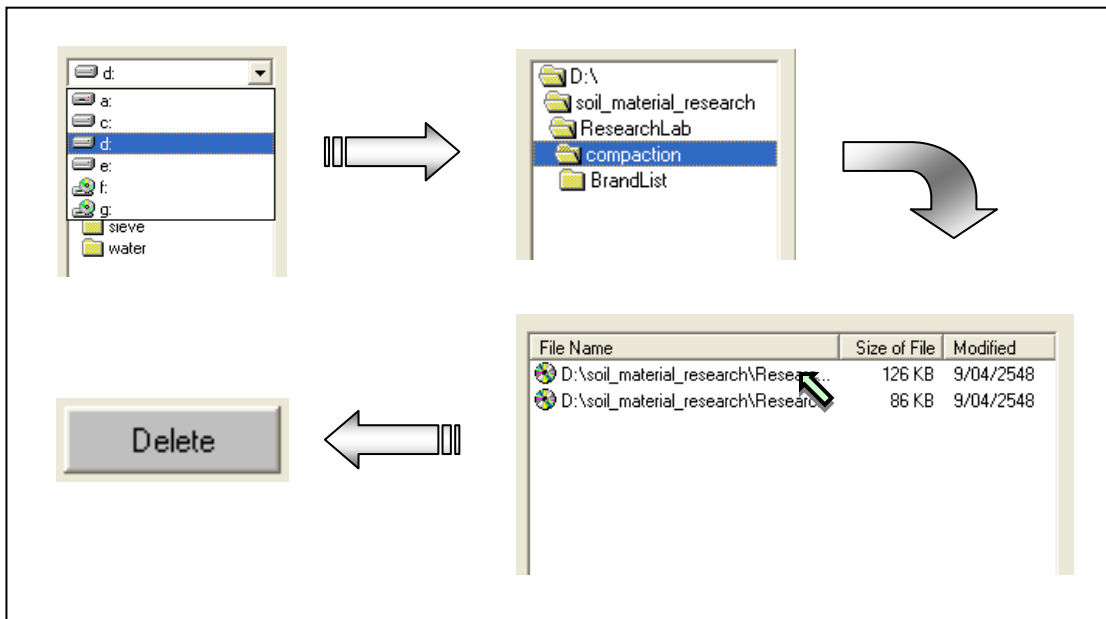 d:
a:
c:
d:
e:
f:
g:
sieve
water
D:\
soil_material_research
ResearchLab
compaction
BrandList
File Name Size of File Modified
D:\soil_material_research\Researc... 126 KB 9/04/2548
D:\soil_material_research\Researc 86 KB 9/04/2548
Delete